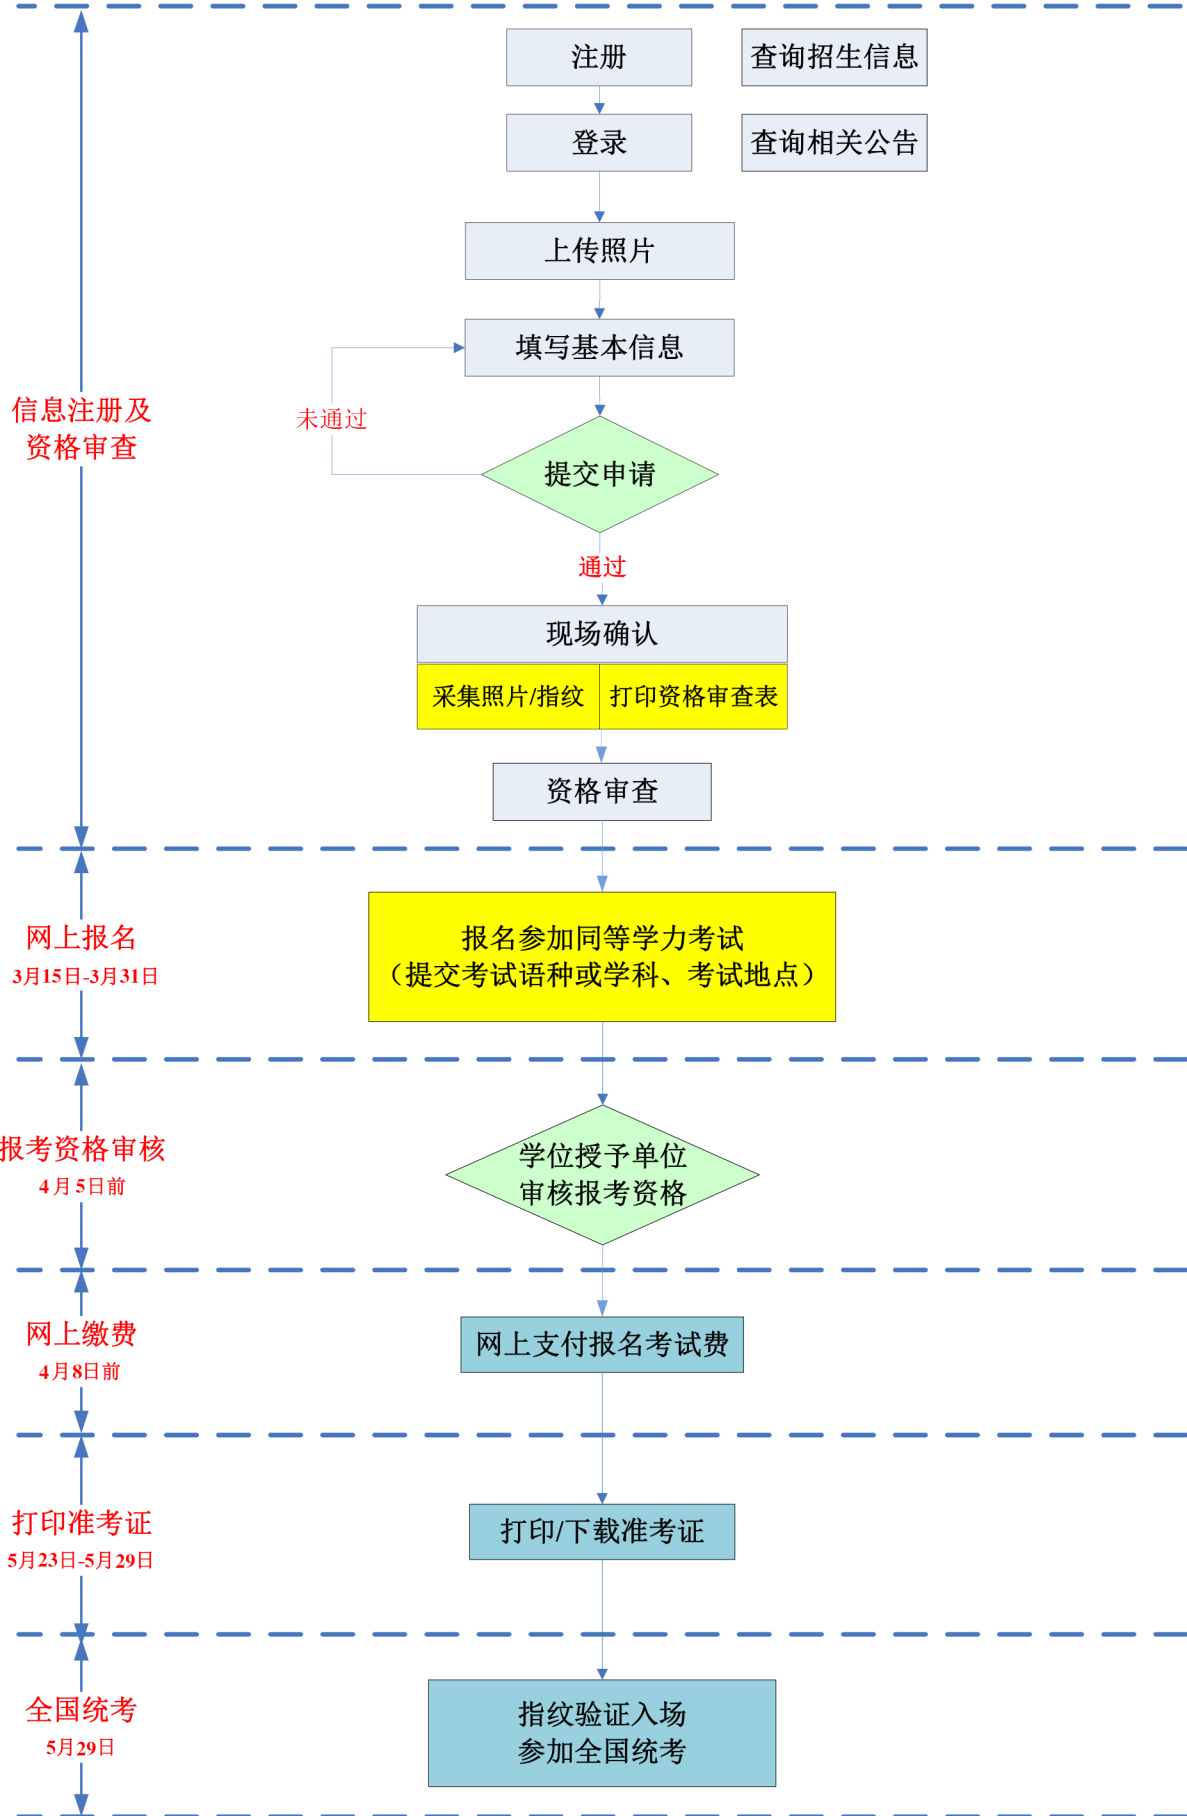 注册
查询招生信息
登录
查询相关公告
上传照片
填写基本信息
未通过
信息注册及
资格审查
提交申请
通过
现场确认
采集照片/指纹
打印资格审查表
资格审查
网上报名
3月15日-3月31日
报名参加同等学力考试
（提交考试语种或学科、考试地点）
报考资格审核
4月5日前
学位授予单位
审核报考资格
网上缴费
4月8日前
网上支付报名考试费
打印准考证
5月23日-5月29日
打印/下载准考证
全国统考
5月29日
指纹验证入场
参加全国统考